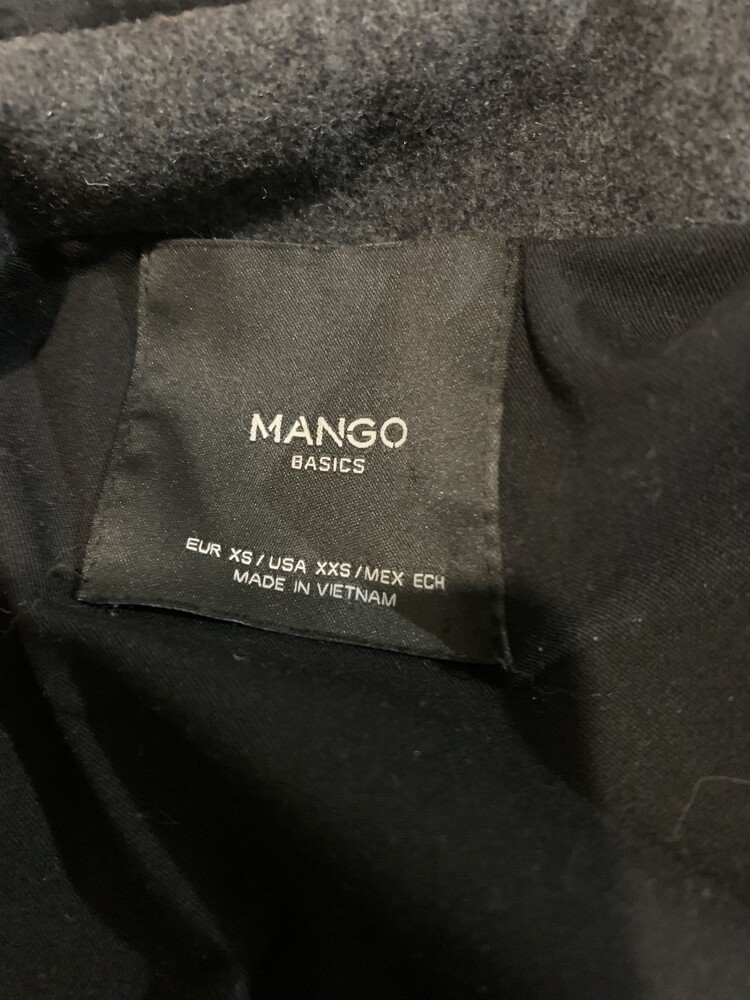 MANGO
BASICS
EUR XS / USA XXS / MEX ECH
MADE IN VIETNAM